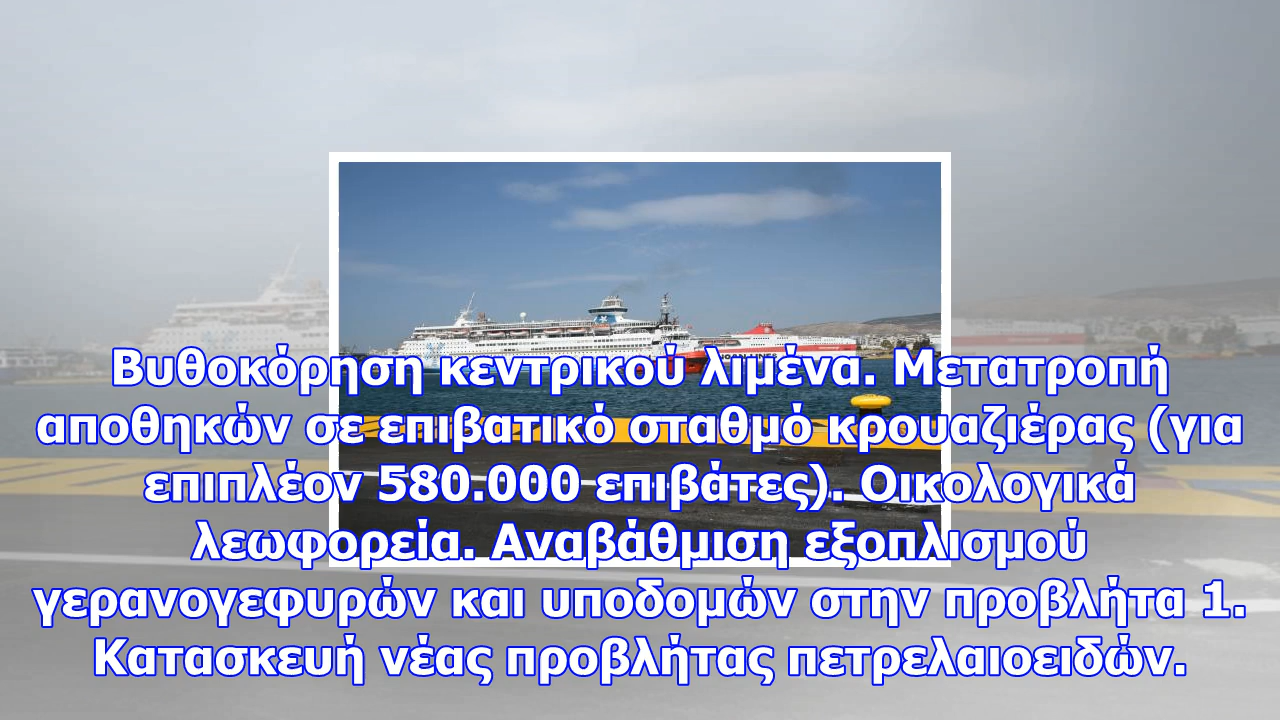 Βυθοκόρηση κεντρικού λιμένα. Μετατροπή
αποθηκών σε επιβατικό σταθμό κρουαζιέρας (για
επιπλέον 580.000 επιβάτες). Οικολογικά
λεωφορεία. Αναβάθμιση εξοπλισμού
γερανογεφυρών και υποδομών στην προβλήτα 1.
Κατασκευή νέας προβλήτας πετρελαιοειδών.